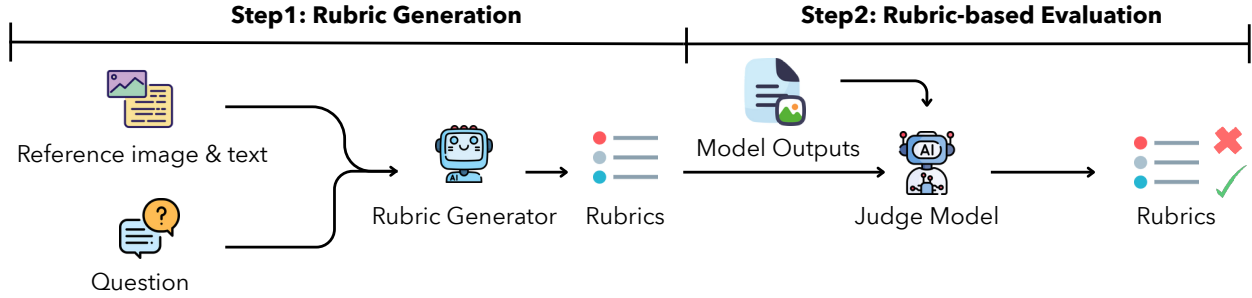 Step1: Rubric Generation
Step2: Rubric-based Evaluation
Reference image & text
Question
AI
Rubric Generator
Rubrics
Model Outputs
AI
Judge Model
Rubrics